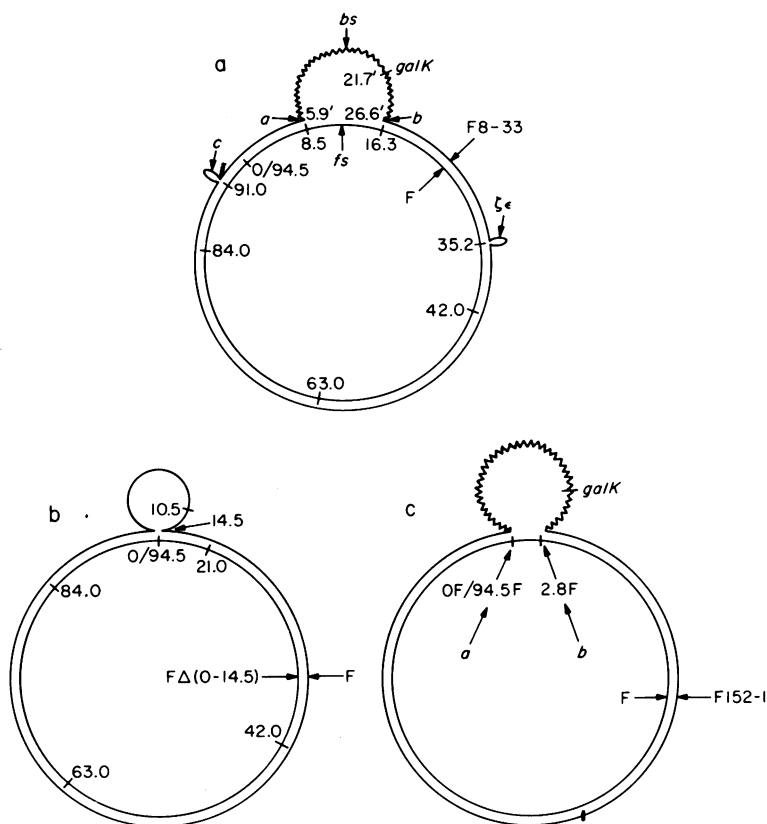 a
bs
21.7' galK
a 5.9' 26.6' b
8.5 fs 16.3
F8-33
F
c
0/94.5
91.0
ζϵ
84.0
35.2
42.0
63.0
b
10.5
14.5
0/94.5
21.0
84.0
FΔ(0-14.5) F
42.0
63.0
c
galK
0F/94.5F 2.8F
a b
F F152-1